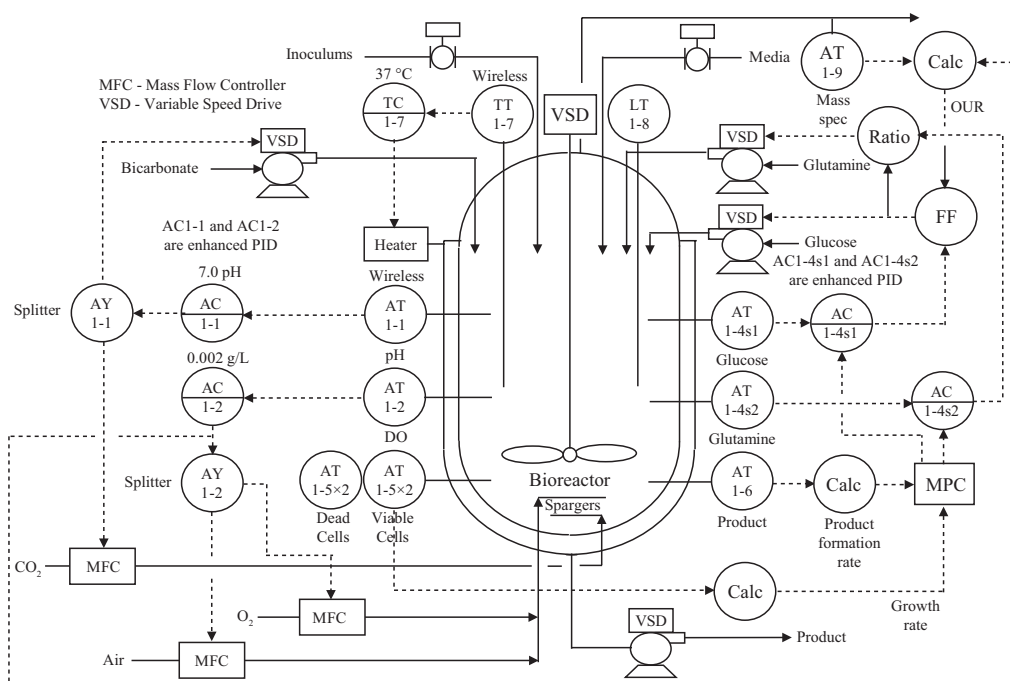 Inoculums
Media
AT
1-9
Mass
spec
Calc
OUR
MFC - Mass Flow Controller
VSD - Variable Speed Drive
37 °C
TC
1-7
Wireless
TT
1-7
VSD
LT
1-8
VSD
Bicarbonate
VSD
Glutamine
Ratio
FF
VSD
Glucose
AC1-1 and AC1-2
are enhanced PID
Heater
AC1-4s1 and AC1-4s2
are enhanced PID
7.0 pH
Wireless
Splitter
AY
1-1
AC
1-1
AT
1-1
pH
AT
1-4s1
Glucose
AC
1-4s1
0.002 g/L
AC
1-2
AT
1-2
DO
AT
1-4s2
Glutamine
AC
1-4s2
Splitter
AY
1-2
AT
1-5×2
Dead
Cells
AT
1-5×2
Viable
Cells
Bioreactor
Spargers
AT
1-6
Product
Calc
Product
formation
rate
MPC
CO2
MFC
Calc
Growth
rate
O2
MFC
VSD
Product
Air
MFC